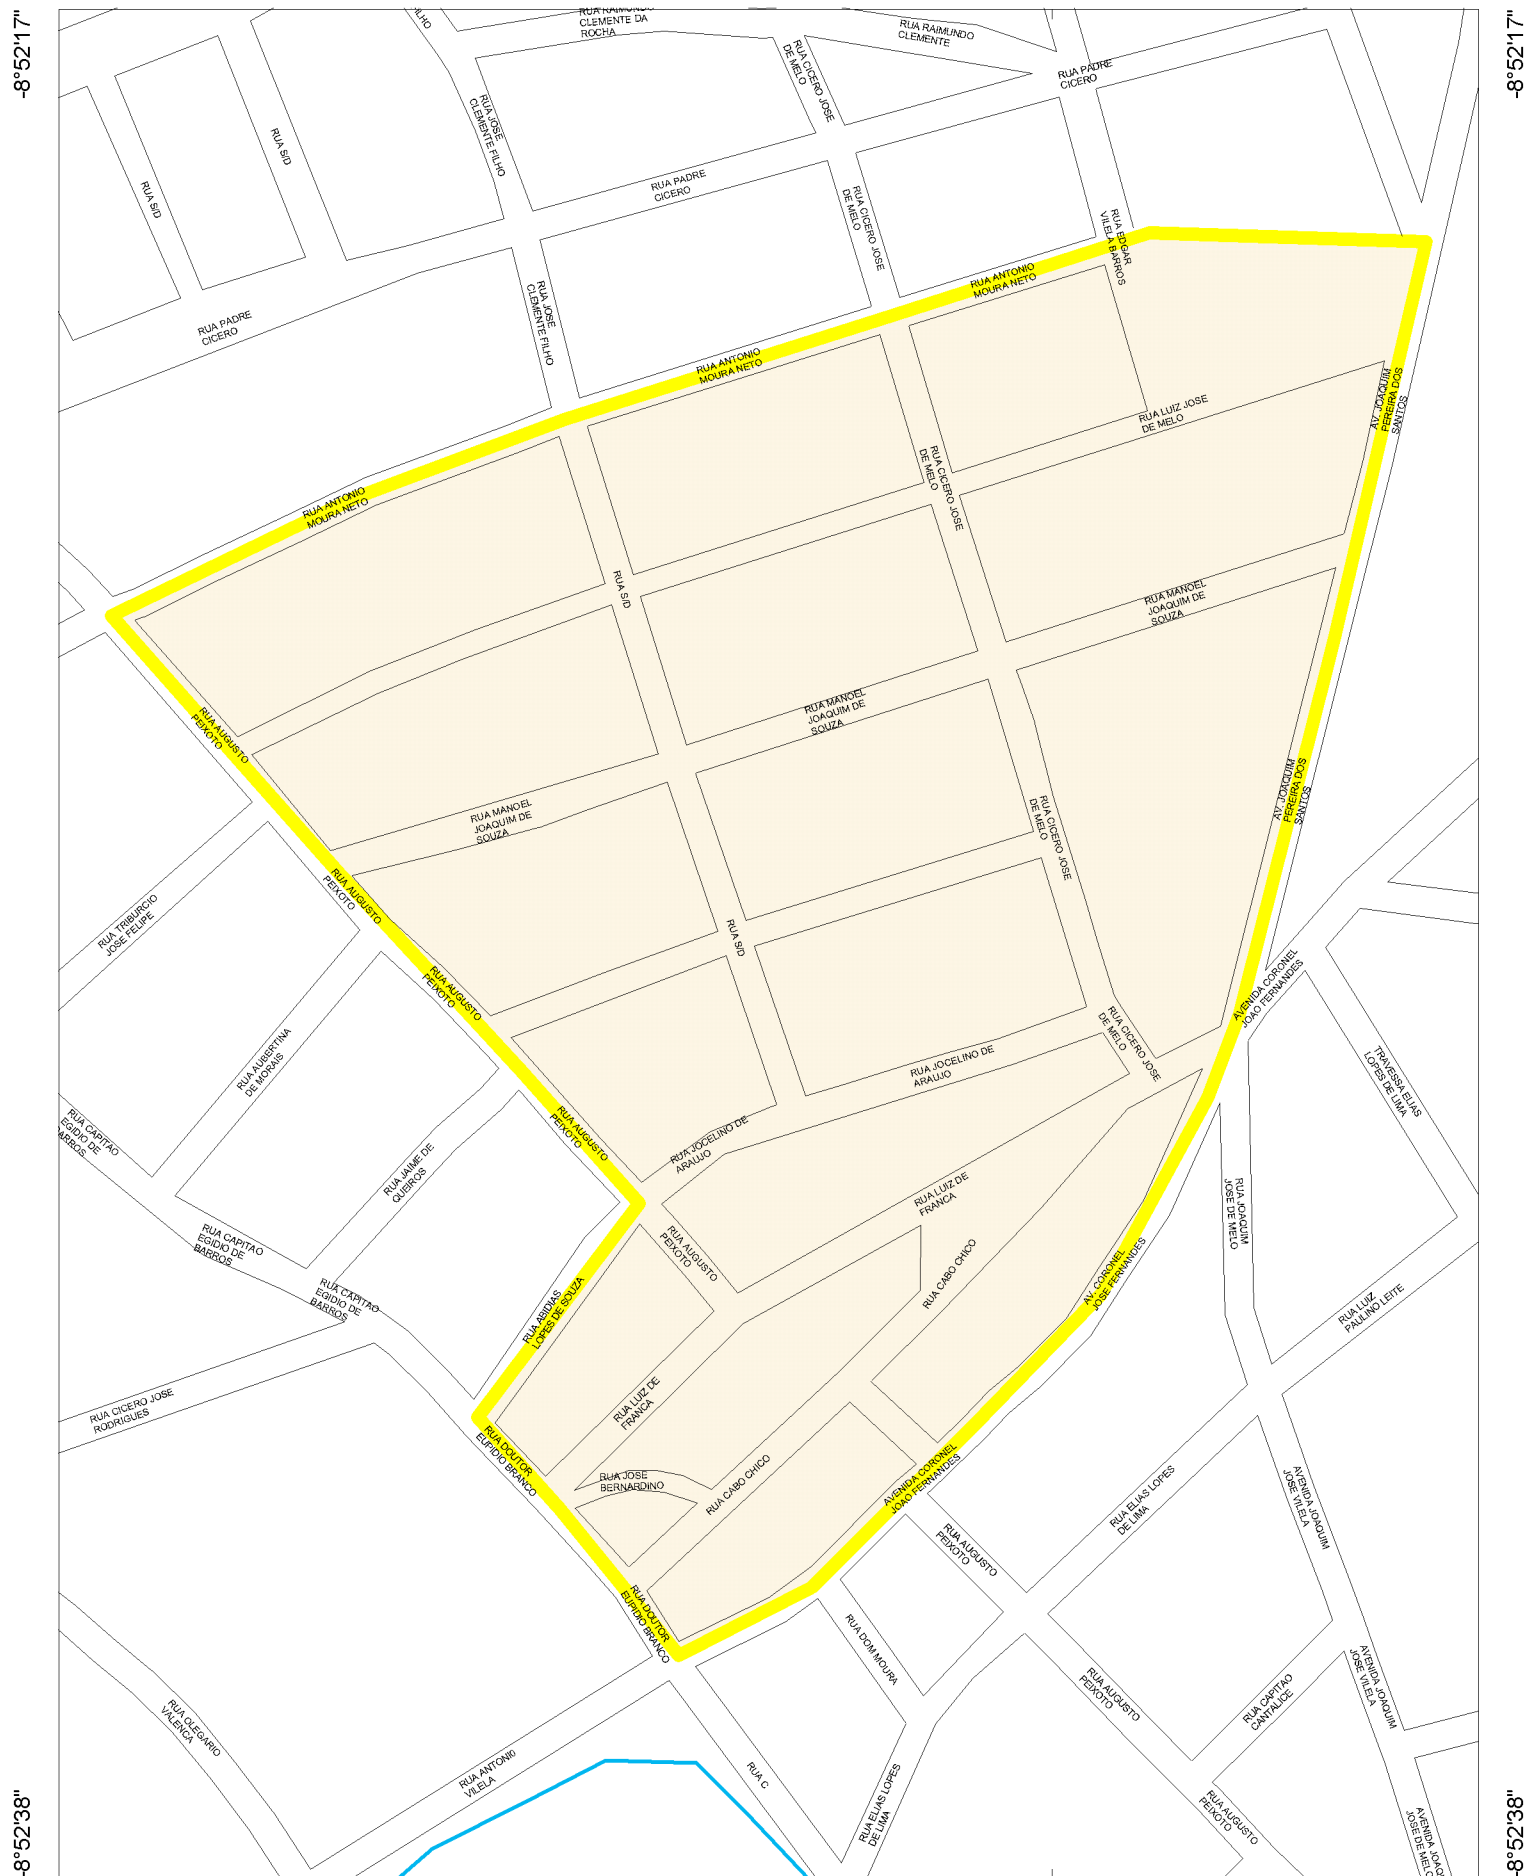 -8°52'17"
-8°52'17"
CLEMENTE DA
ROCHA
RUA RAIMUNDO
CLEMENTE
RUA CICERO JOSE
DE MELO
RUA PADRE
CICERO
RUA JOSE
CLEMENTE FILHO
RUA S/D
RUA S/D
RUA PADRE
CICERO
RUA CICERO JOSE
DE MELO
RUA EDGAR
VILELA BARROS
RUA ANTONIO
MOURA NETO
RUA JOSE
CLEMENTE FILHO
RUA PADRE
CICERO
RUA ANTONIO
MOURA NETO
AV. JOAQUIM
PEREIRA DOS
SANTOS
RUA LUIZ JOSE
DE MELO
RUA CICERO JOSE
DE MELO
RUA ANTONIO
MOURA NETO
RUA S/D
RUA MANOEL
JOAQUIM DE
SOUZA
RUA MANOEL
JOAQUIM DE
SOUZA
RUA AUGUSTO
PEIXOTO
AV. JOAQUIM
PEREIRA DOS
SANTOS
RUA MANOEL
JOAQUIM DE
SOUZA
RUA CICERO JOSE
DE MELO
RUA AUGUSTO
PEIXOTO
RUA TRIBURCIO
JOSE FELIPE
RUA S/D
AVENIDA CORONEL
JOAO FERNANDES
RUA AUGUSTO
PEIXOTO
RUA CICERO JOSE
DE MELO
RUA AUBERTINA
DE MORAIS
RUA JOCELINO DE
ARAUJO
TRAVESSA ELIAS
LOPES DE LIMA
RUA CAPITAO
EGIDIO DE
BARROS
RUA AUGUSTO
PEIXOTO
RUA JOCELINO DE
ARAUJO
RUA JAIME DE
QUEIROS
RUA LUIZ DE
FRANCA
RUA JOAQUIM
JOSE DE MELO
RUA CAPITAO
EGIDIO DE
BARROS
RUA AUGUSTO
PEIXOTO
RUA CABO CHICO
AV. CORONEL
JOSE FERNANDES
RUA CAPITAO
EGIDIO DE
BARROS
RUA ABIDIAS
LOPES DE SOUZA
RUA LUIZ
PAULINO LEITE
RUA CICERO JOSE
RODRIGUES
RUA LUIZ DE
FRANCA
RUA DOUTOR
EUPIDIO BRANCO
RUA JOSE
BERNARDINO
RUA CABO CHICO
AVENIDA CORONEL
JOAO FERNANDES
RUA ELIAS LOPES
DE LIMA
AVENIDA JOAQUIM
JOSE VILELA
RUA AUGUSTO
PEIXOTO
RUA DOUTOR
EUPIDIO BRANCO
RUA DOM MOURA
RUA AUGUSTO
PEIXOTO
RUA CAPITAO
CANTALICE
AVENIDA JOAQUIM
JOSE VILELA
RUA OLEGARIO
VALENCA
RUA ANTONIO
VILELA
RUA C
RUA ELIAS LOPES
DE LIMA
RUA AUGUSTO
PEIXOTO
-8°52'38"
-8°52'38"